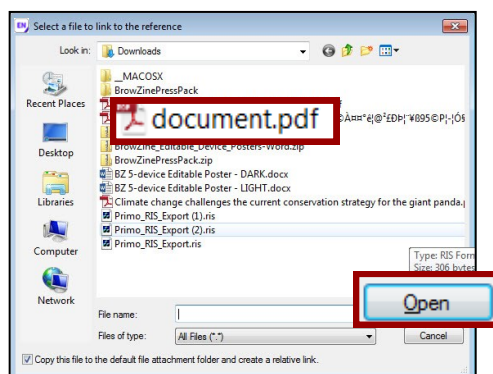 Select a file to link to the reference
Look in: Downloads
Recent Places
Desktop
Libraries
Computer
Network
__MACOSX
BrowZinePressPack
document.pdf
BrowZine_Editable_Device_Posters-Word.zip
BrowZinePressPack.zip
BZ 5-device Editable Poster - DARK.docx
BZ 5-device Editable Poster - LIGHT.docx
Climate change challenges the current conservation strategy for the giant panda.
Primo_RIS_Export (1).ris
Primo_RIS_Export (2).ris
Primo_RIS_Export.ris
Type: RIS Form
Size: 306 bytes
File name:
Open
Files of type: All Files (*.*)
Cancel
Copy this file to the default file attachment folder and create a relative link.